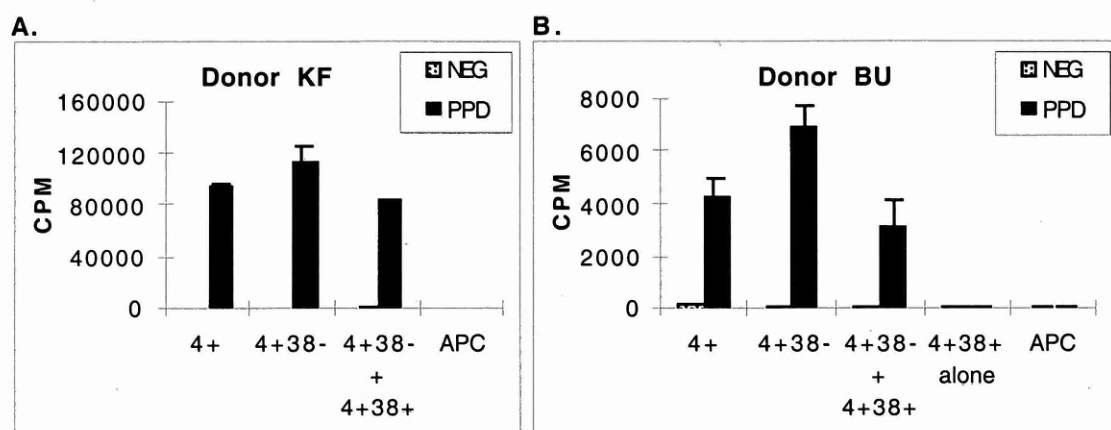 A.
Donor KF
NEG
PPD
160000
120000
80000
40000
0
CPM
4+ 4+38- 4+38- APC
+
4+38+
B.
Donor BU
NEG
PPD
8000
6000
4000
2000
0
CPM
4+ 4+38- 4+38- 4+38+ APC
+ alone
4+38+